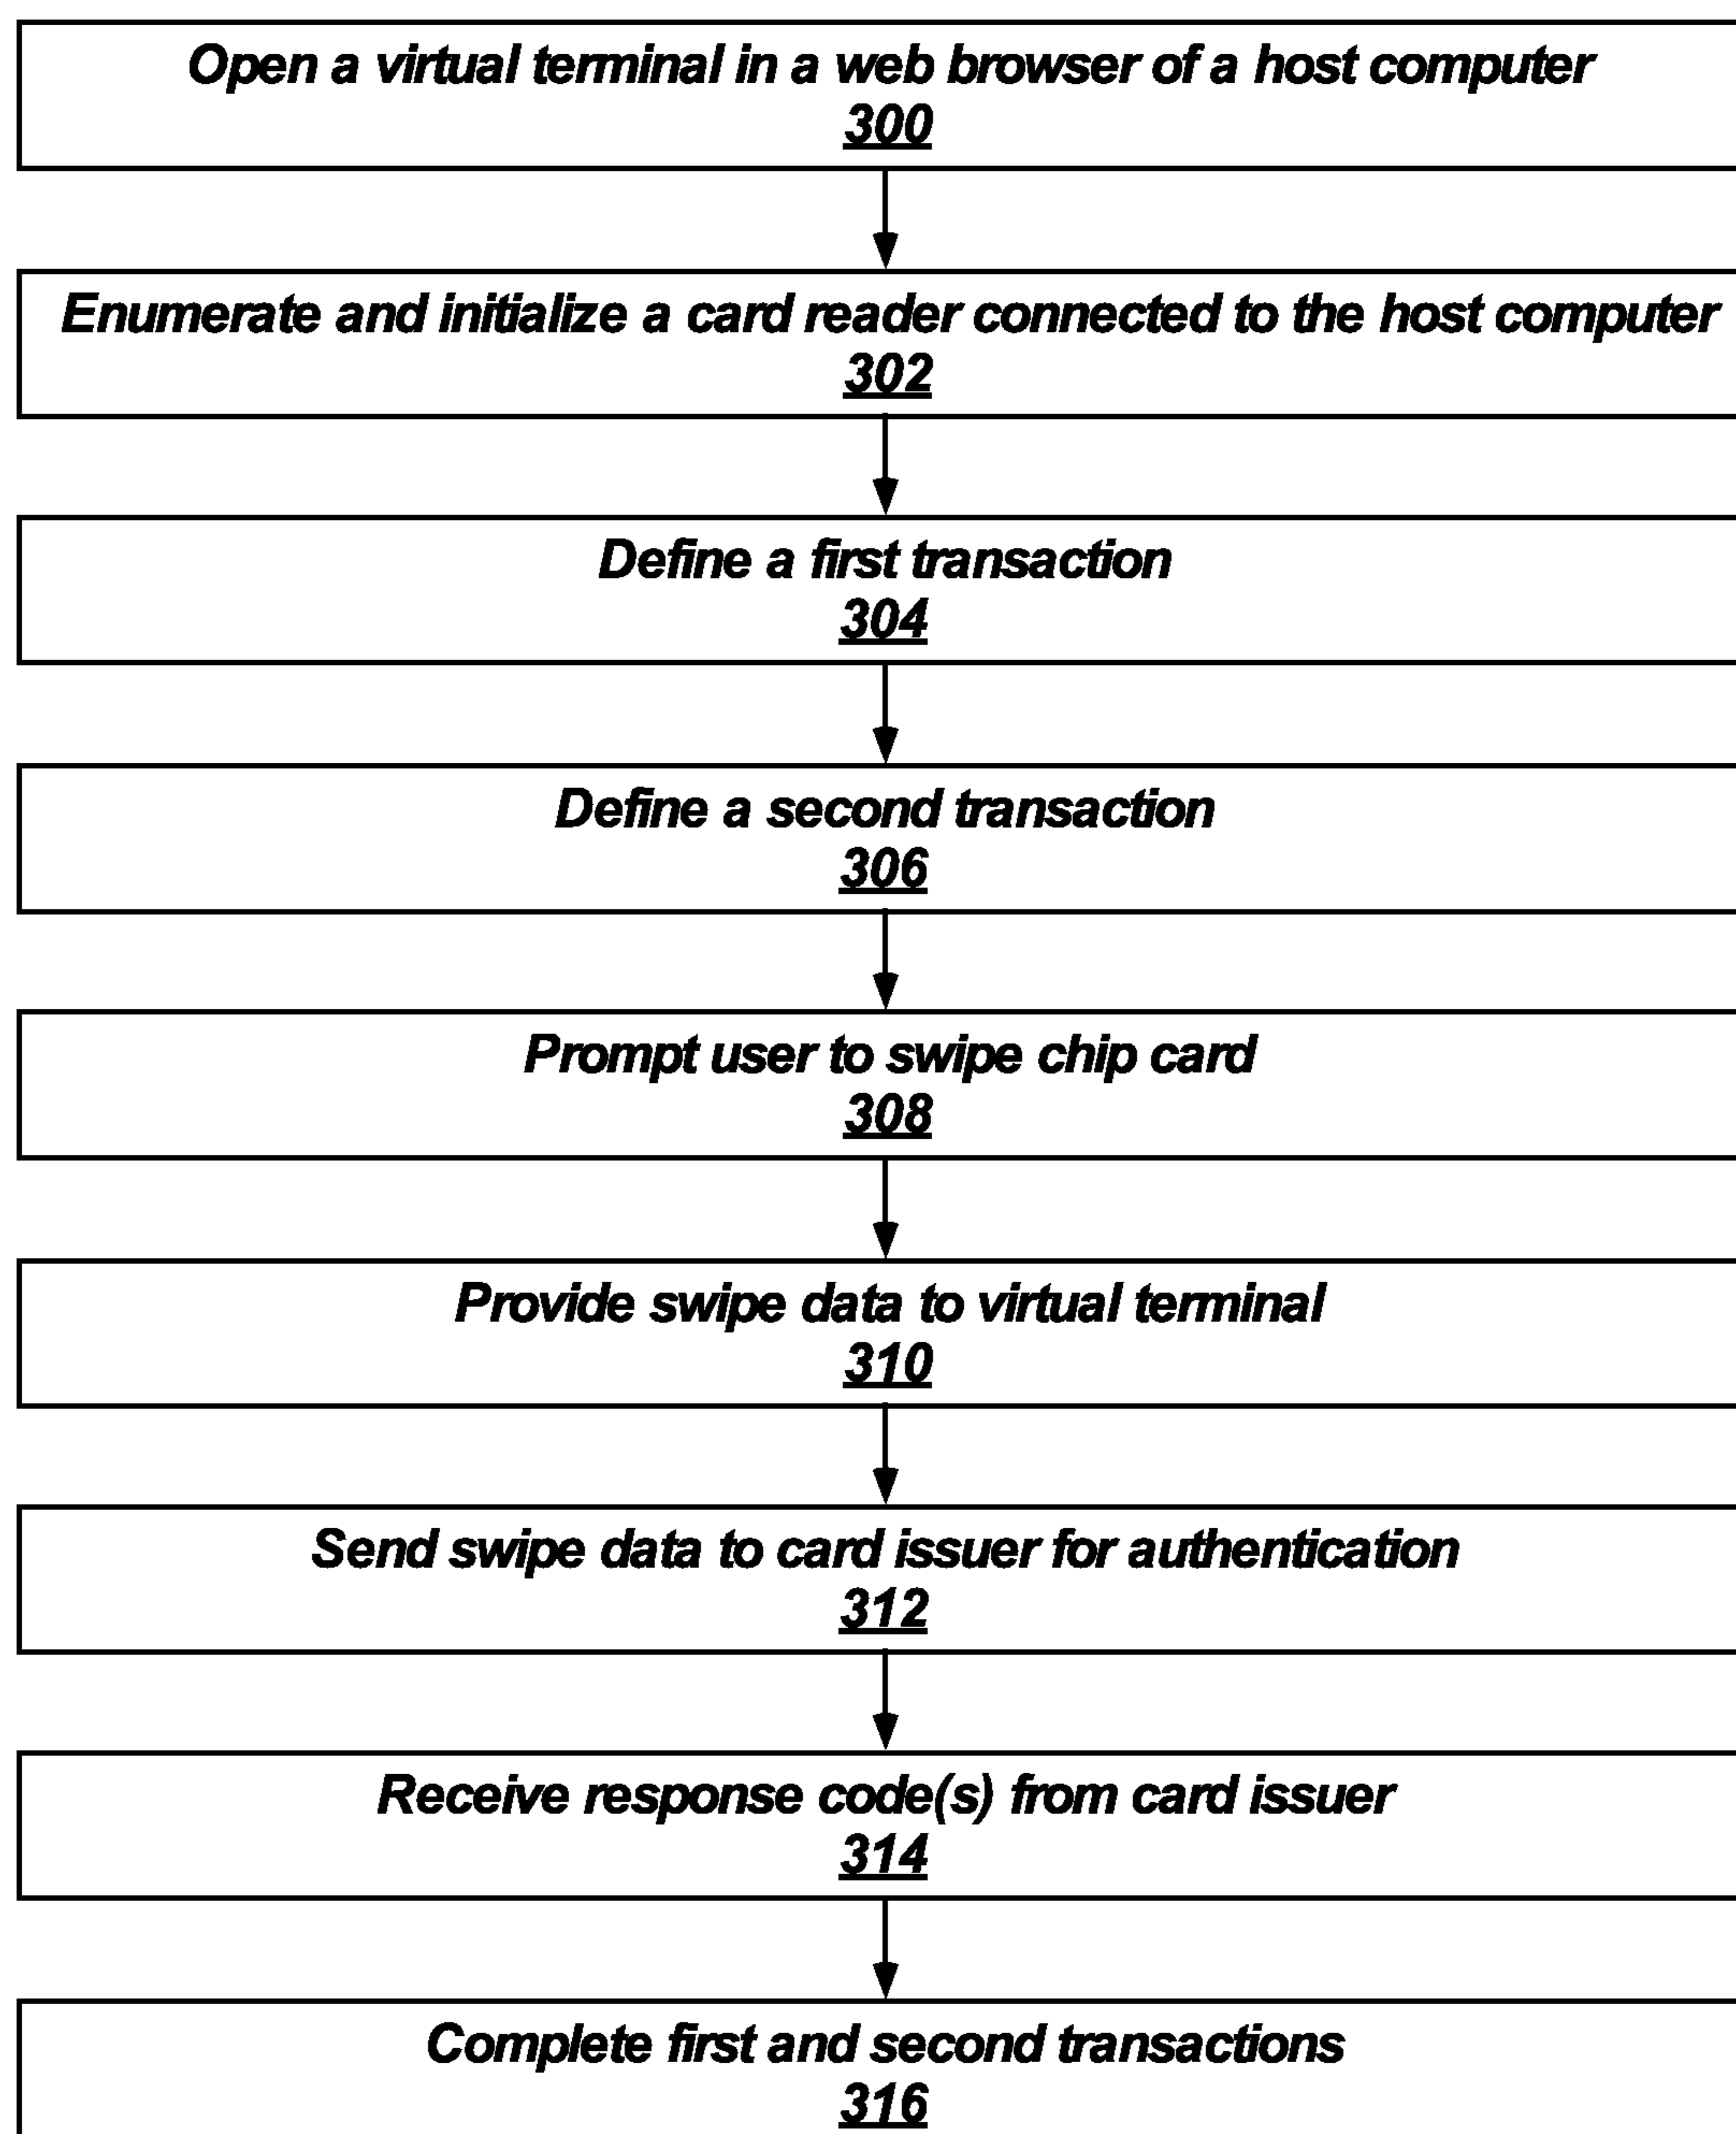 Open a virtual terminal in a web browser of a host computer
300
Enumerate and initialize a card reader connected to the host computer
302
Define a first transaction
304
Define a second transaction
306
Prompt user to swipe chip card
308
Provide swipe data to virtual terminal
310
Send swipe data to card issuer for authentication
312
Receive response code(s) from card issuer
314
Complete first and second transactions
316